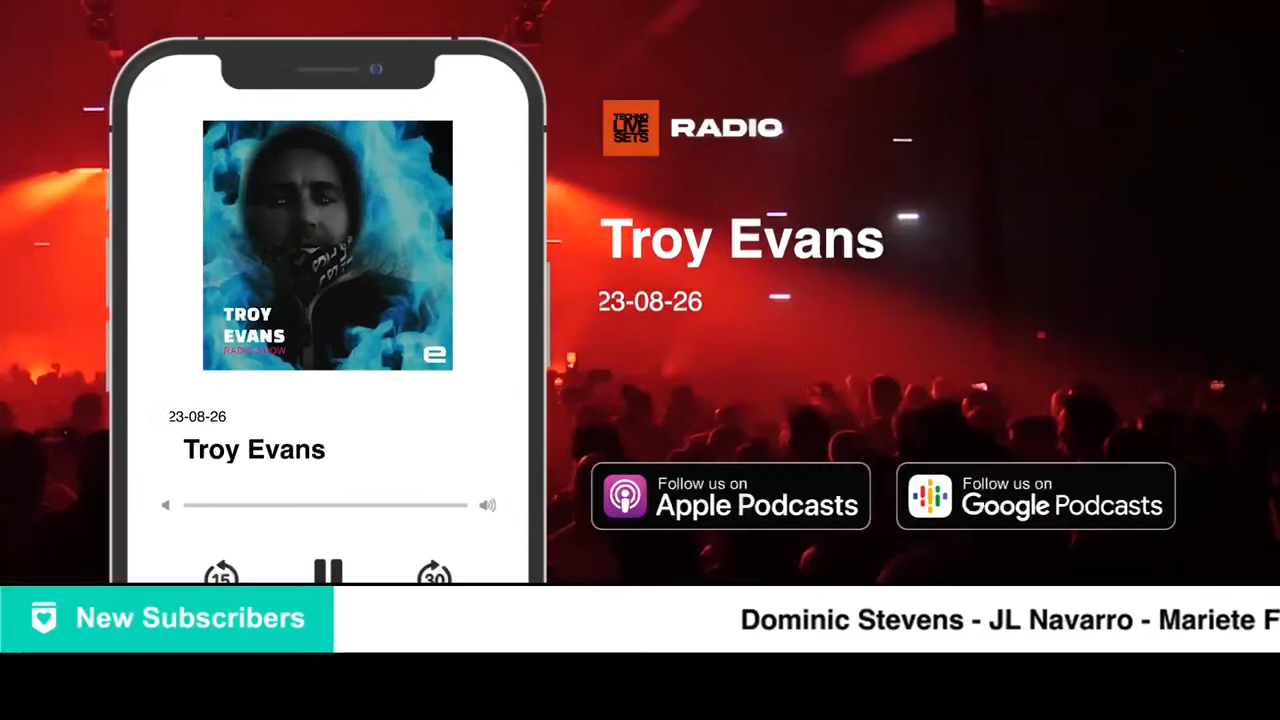 TECHNO
LIVE
SETS
RADIO
Troy Evans
23-08-26
TROY
EVANS
RADIO SHOW
e
23-08-26
Troy Evans
15
30
Follow us on
Apple Podcasts
Follow us on
Google Podcasts
New Subscribers
Dominic Stevens - JL Navarro - Mariete F